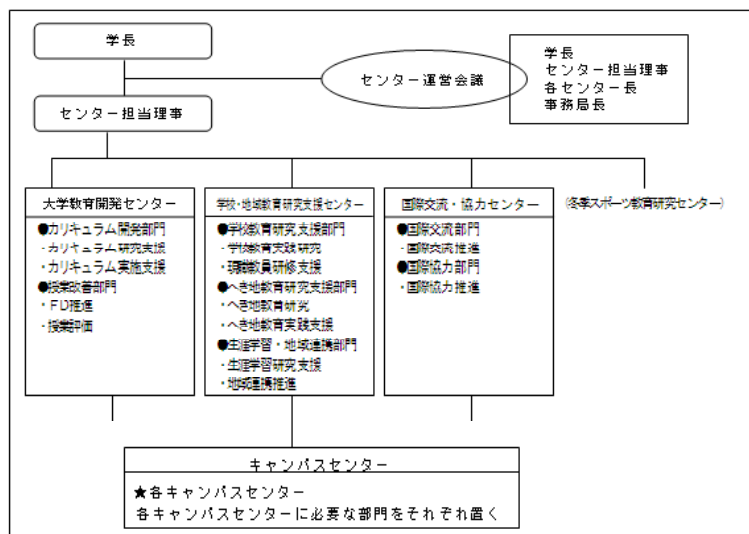 学長
センター運営会議
学長
センター担当理事
各センター長
事務局長
センター担当理事
大学教育開発センター
●カリキュラム開発部門
・カリキュラム研究支援
・カリキュラム実施支援
●授業改善部門
・ＦＤ推進
・授業評価
学校・地域教育研究支援センター
●学校教育研究支援部門
・学校教育実践研究
・現職教員研修支援
●へき地教育研究支援部門
・へき地教育研究
・へき地教育実践支援
●生涯学習・地域連携部門
・生涯学習研究支援
・地域連携推進
国際交流・協力センター
●国際交流部門
・国際交流推進
●国際協力部門
・国際協力推進
(冬季スポーツ教育研究センター)
キャンパスセンター
★各キャンパスセンター
各キャンパスセンターに必要な部門をそれぞれ置く